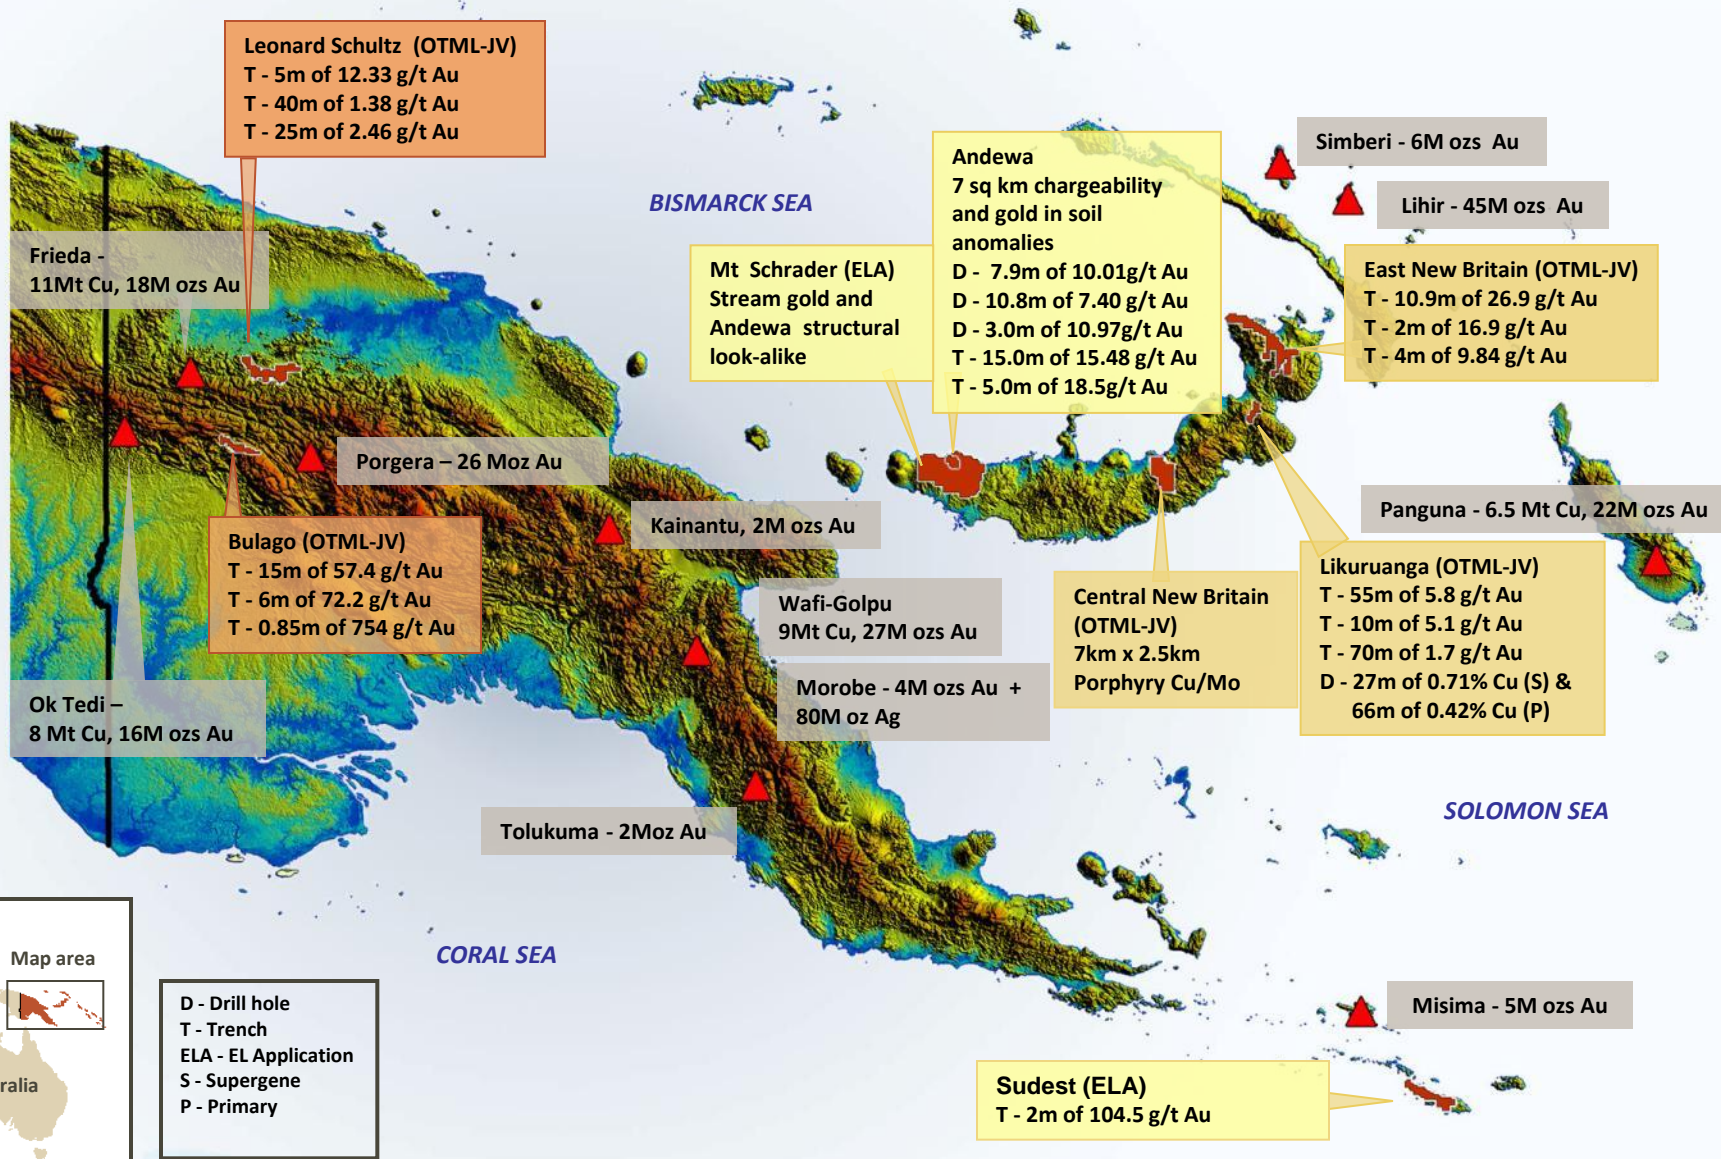 Leonard Schultz (OTML-JV)
T - 5m of 12.33 g/t Au
T - 40m of 1.38 g/t Au
T - 25m of 2.46 g/t Au
BISMARCK SEA
Andewa
7 sq km chargeability
and gold in soil
anomalies
D - 7.9m of 10.01g/t Au
D - 10.8m of 7.40 g/t Au
D - 3.0m of 10.97g/t Au
T - 15.0m of 15.48 g/t Au
T - 5.0m of 18.5g/t Au
Simberi - 6M ozs Au
Lihir - 45M ozs Au
Frieda -
11Mt Cu, 18M ozs Au
Mt Schrader (ELA)
Stream gold and
Andewa structural
look-alike
East New Britain (OTML-JV)
T - 10.9m of 26.9 g/t Au
T - 2m of 16.9 g/t Au
T - 4m of 9.84 g/t Au
Porgera – 26 Moz Au
Kainantu, 2M ozs Au
Panguna - 6.5 Mt Cu, 22M ozs Au
Bulago (OTML-JV)
T - 15m of 57.4 g/t Au
T - 6m of 72.2 g/t Au
T - 0.85m of 754 g/t Au
Wafi-Golpu
9Mt Cu, 27M ozs Au
Central New Britain
(OTML-JV)
7km x 2.5km
Porphyry Cu/Mo
Likuruanga (OTML-JV)
T - 55m of 5.8 g/t Au
T - 10m of 5.1 g/t Au
T - 70m of 1.7 g/t Au
D - 27m of 0.71% Cu (S) &
66m of 0.42% Cu (P)
Ok Tedi –
8 Mt Cu, 16M ozs Au
Morobe - 4M ozs Au +
80M oz Ag
Tolukuma - 2Moz Au
SOLOMON SEA
CORAL SEA
Map area
ralia
D - Drill hole
T - Trench
ELA - EL Application
S - Supergene
P - Primary
Misima - 5M ozs Au
Sudest (ELA)
T - 2m of 104.5 g/t Au